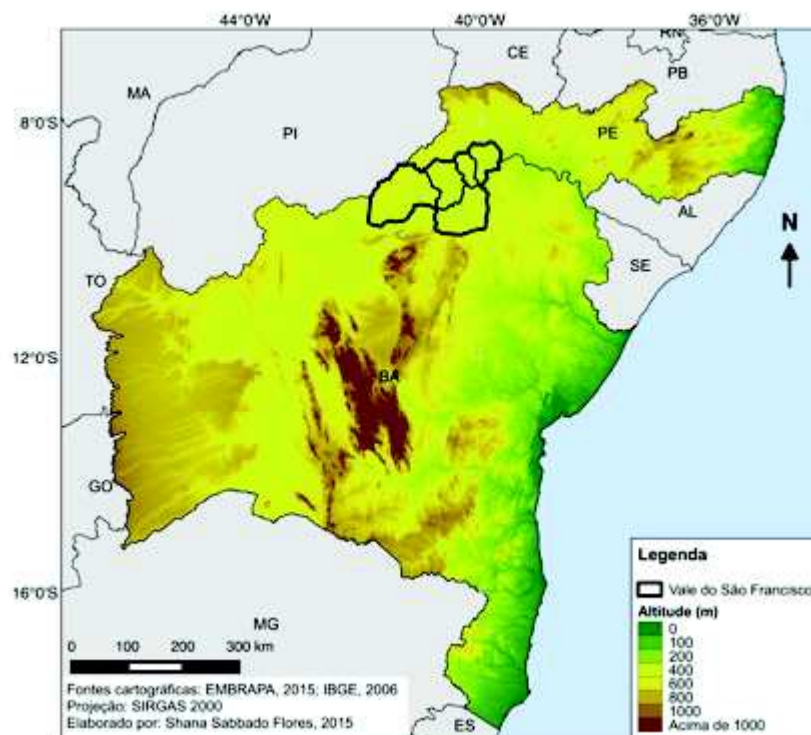 44°0'W 40°0'W 36°0'W
RN
CE
PB
MA
8°0'S
PI
PE
AL
N
SE
TO
12°0'S
BA
GO
Legenda
Vale do São Francisco
16°0'S
Altitude (m)
MG
0
100
200
400
600
800
1000
Acima de 1000
0 100 200 300 km
Fontes cartográficas: EMBRAPA, 2015; IBGE, 2006
Projeção: SIRGAS 2000
Elaborado por: Shana Sabbado Flores, 2015
ES